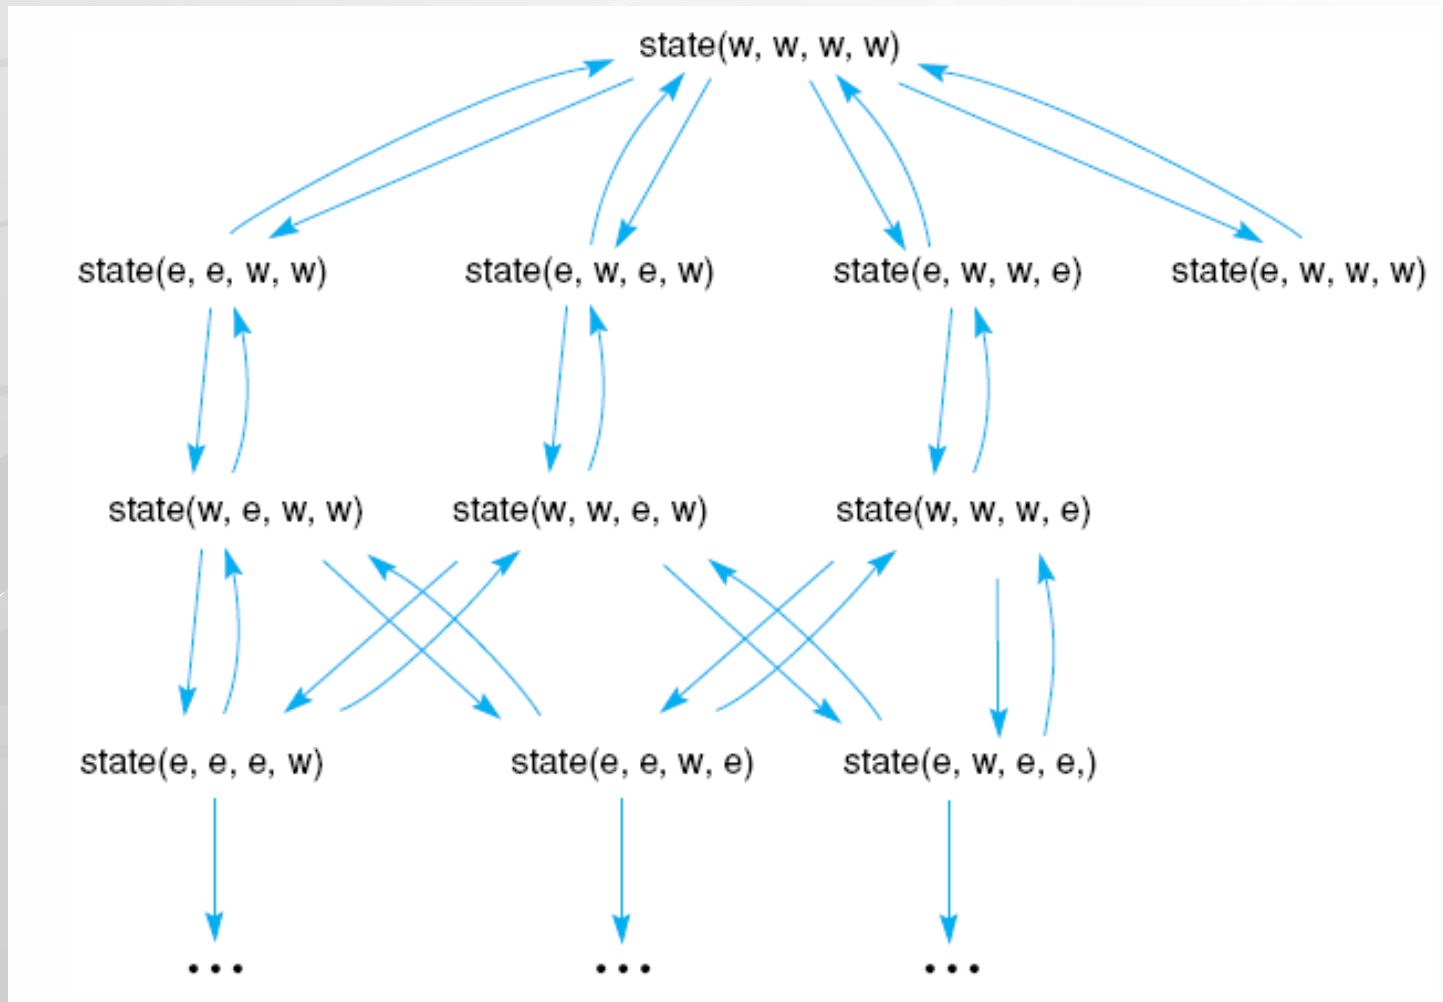 state(w, w, w, w)
state(e, e, w, w) state(e, w, e, w) state(e, w, w, e) state(e, w, w, w)
state(w, e, w, w) state(w, w, e, w) state(w, w, w, e)
state(e, e, e, w) state(e, e, w, e) state(e, w, e, e,)
... ... ...